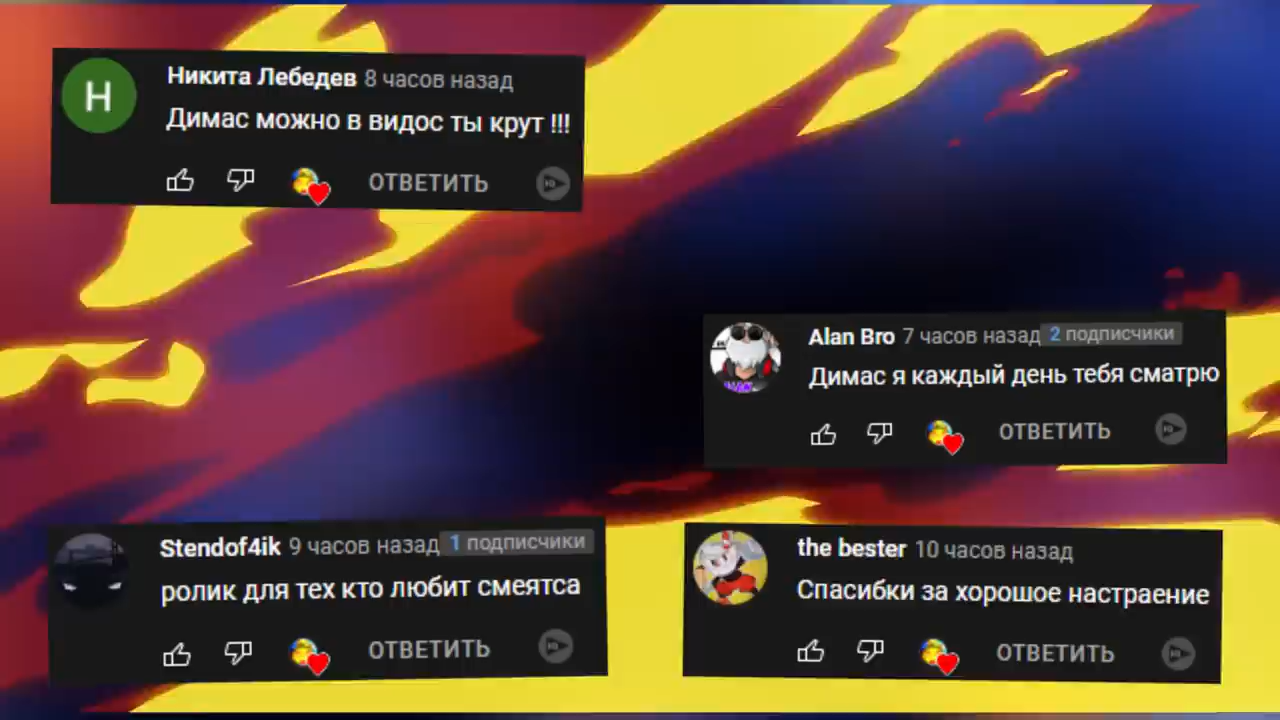 Н
Никита Лебедев 8 часов назад
Димас можно в видос ты крут !!!
ОТВЕТИТЬ
Alan Bro 7 часов назад 2 подписчики
Димас я каждый день тебя сматрю
ОТВЕТИТЬ
Stendof4ik 9 часов назад 1 подписчики
ролик для тех кто любит смеятса
ОТВЕТИТЬ
the bester 10 часов назад
Спасибки за хорошое настраение
ОТВЕТИТЬ